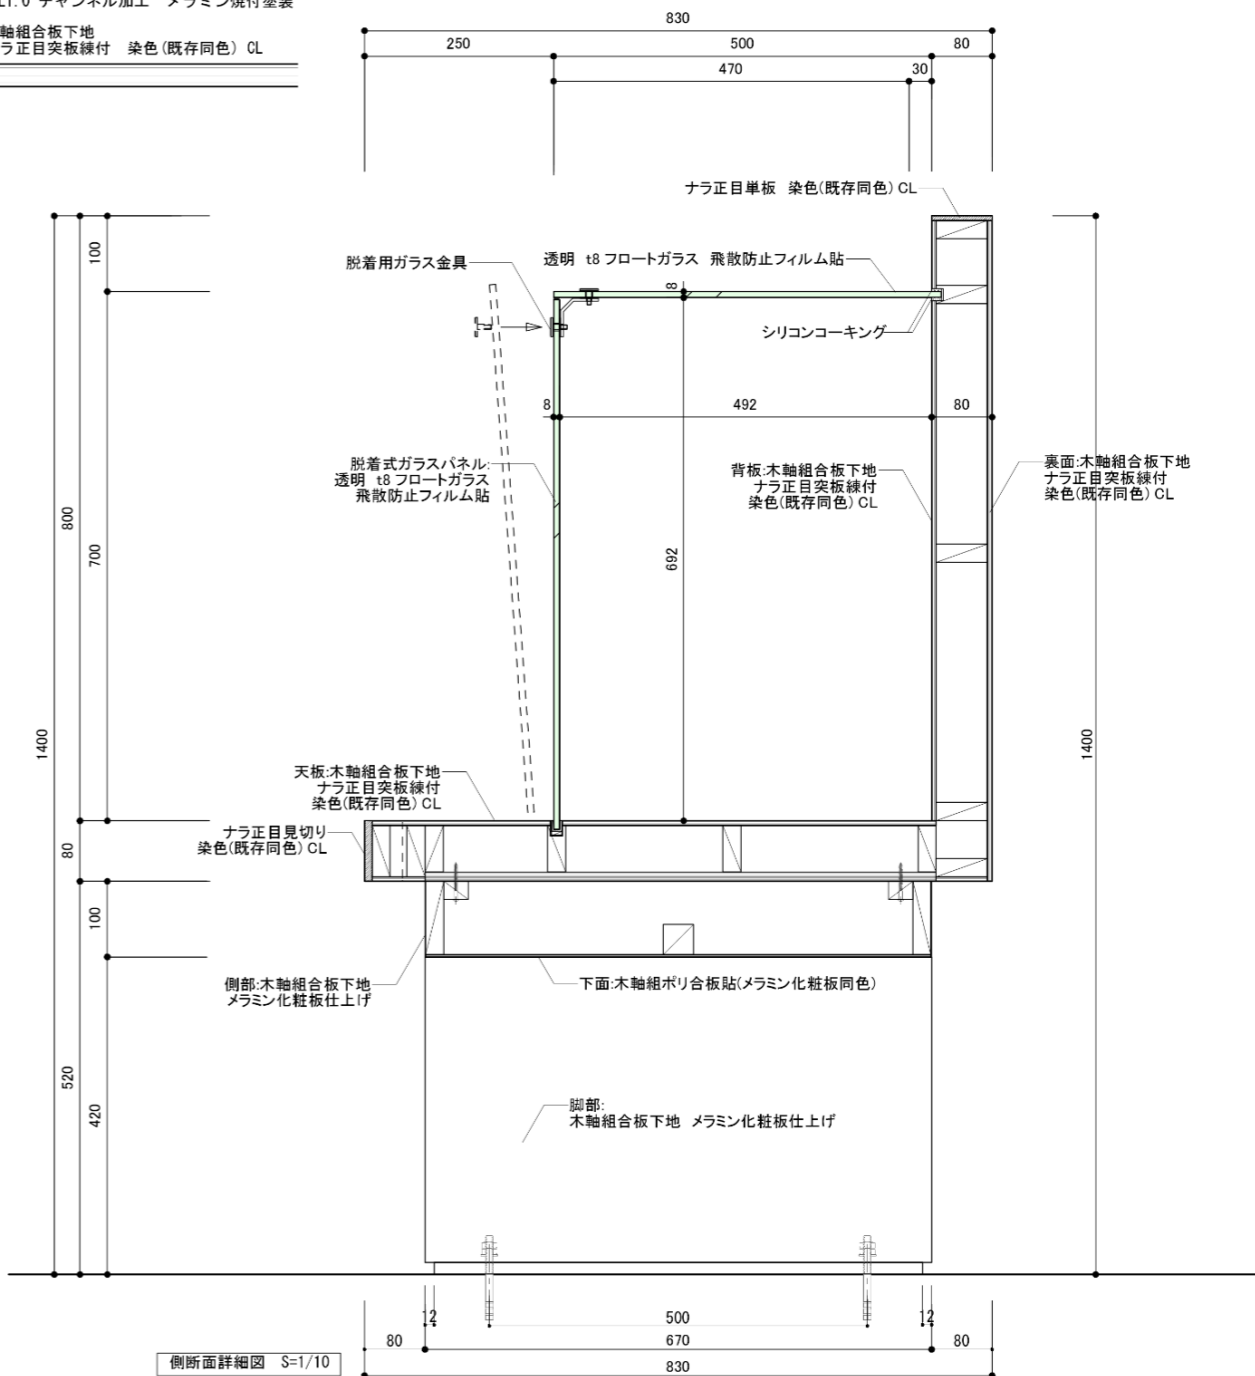 チャンネル加工 メラミン焼付塗装
軸組合板下地
ラ正目突板練付 染色(既存同色) CL
830
250 500 80
470 30
ナラ正目単板 染色(既存同色) CL
100
脱着用ガラス金具
透明 t8 フロートガラス 飛散防止フィルム貼
8
シリコンコーキング
8 492 80
脱着式ガラスパネル:
透明 t8 フロートガラス
飛散防止フィルム貼
背板:木軸組合板下地
ナラ正目突板練付
染色(既存同色) CL
裏面:木軸組合板下地
ナラ正目突板練付
染色(既存同色) CL
800
700
692
1400
1400
天板:木軸組合板下地
ナラ正目突板練付
染色(既存同色) CL
ナラ正目見切り
染色(既存同色) CL
80
100
側部:木軸組合板下地
メラミン化粧板仕上げ
下面:木軸組ポリ合板貼(メラミン化粧板同色)
520
420
脚部:
木軸組合板下地 メラミン化粧板仕上げ
12 500 12
80 670 80
830
側断面詳細図 S=1/10